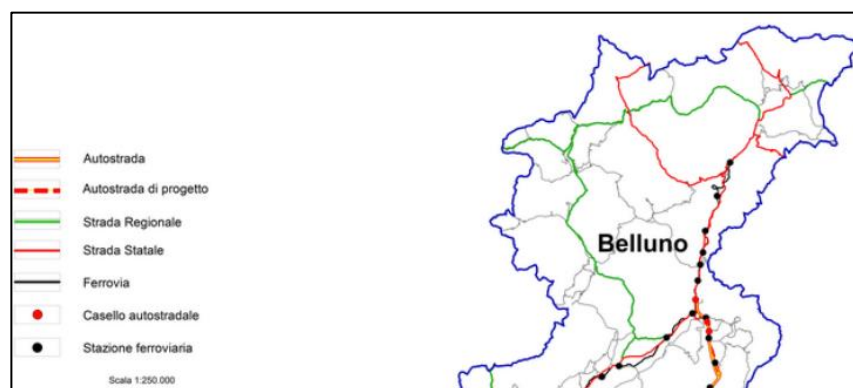 Autostrada
Autostrada di progetto
Strada Regionale
Strada Statale
Ferrovia
Casello autostradale
Stazione ferroviaria
Scala 1:250.000
Belluno